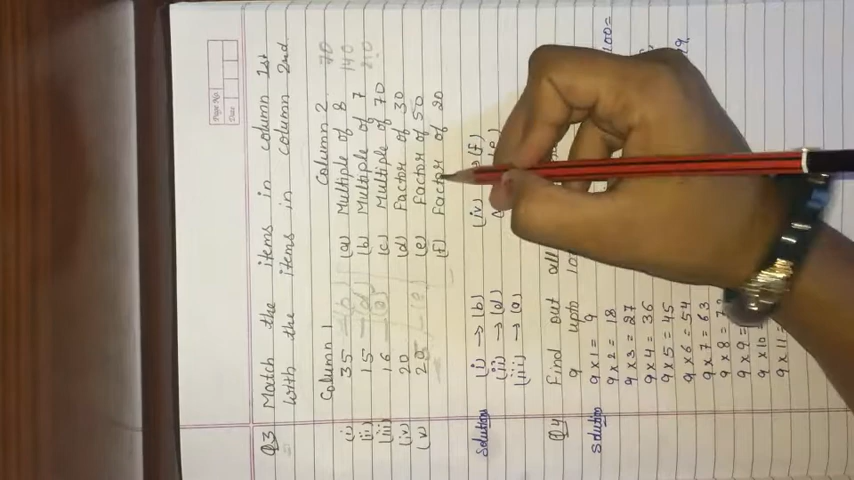 Page No.
Date
Q3 Match the items in column 1st
with the items in column 2nd.
Column 1 Column 2 70
(i) 35 → (b) (a) Multiple of 8 140
(ii) 15 → (d) (b) Multiple of 7 210
(iii) 16 → (a) (c) Multiple of 70
(iv) 20 (d) Factor of 30
(v) 20 (e) Factor of 50
(f) Factor of 20
Solution (i) → (b) (iv) → (f)
(ii) → (d)
(iii) → (a)
Q4 Find out all
9 upto 100
Solution 9 x 1 = 9
9 x 2 = 18
9 x 3 = 27
9 x 4 = 36
9 x 5 = 45
9 x 6 = 54
9 x 7 = 63
9 x 8 = 7
9 x 9 =
9 x 10 =
9 x 11 =